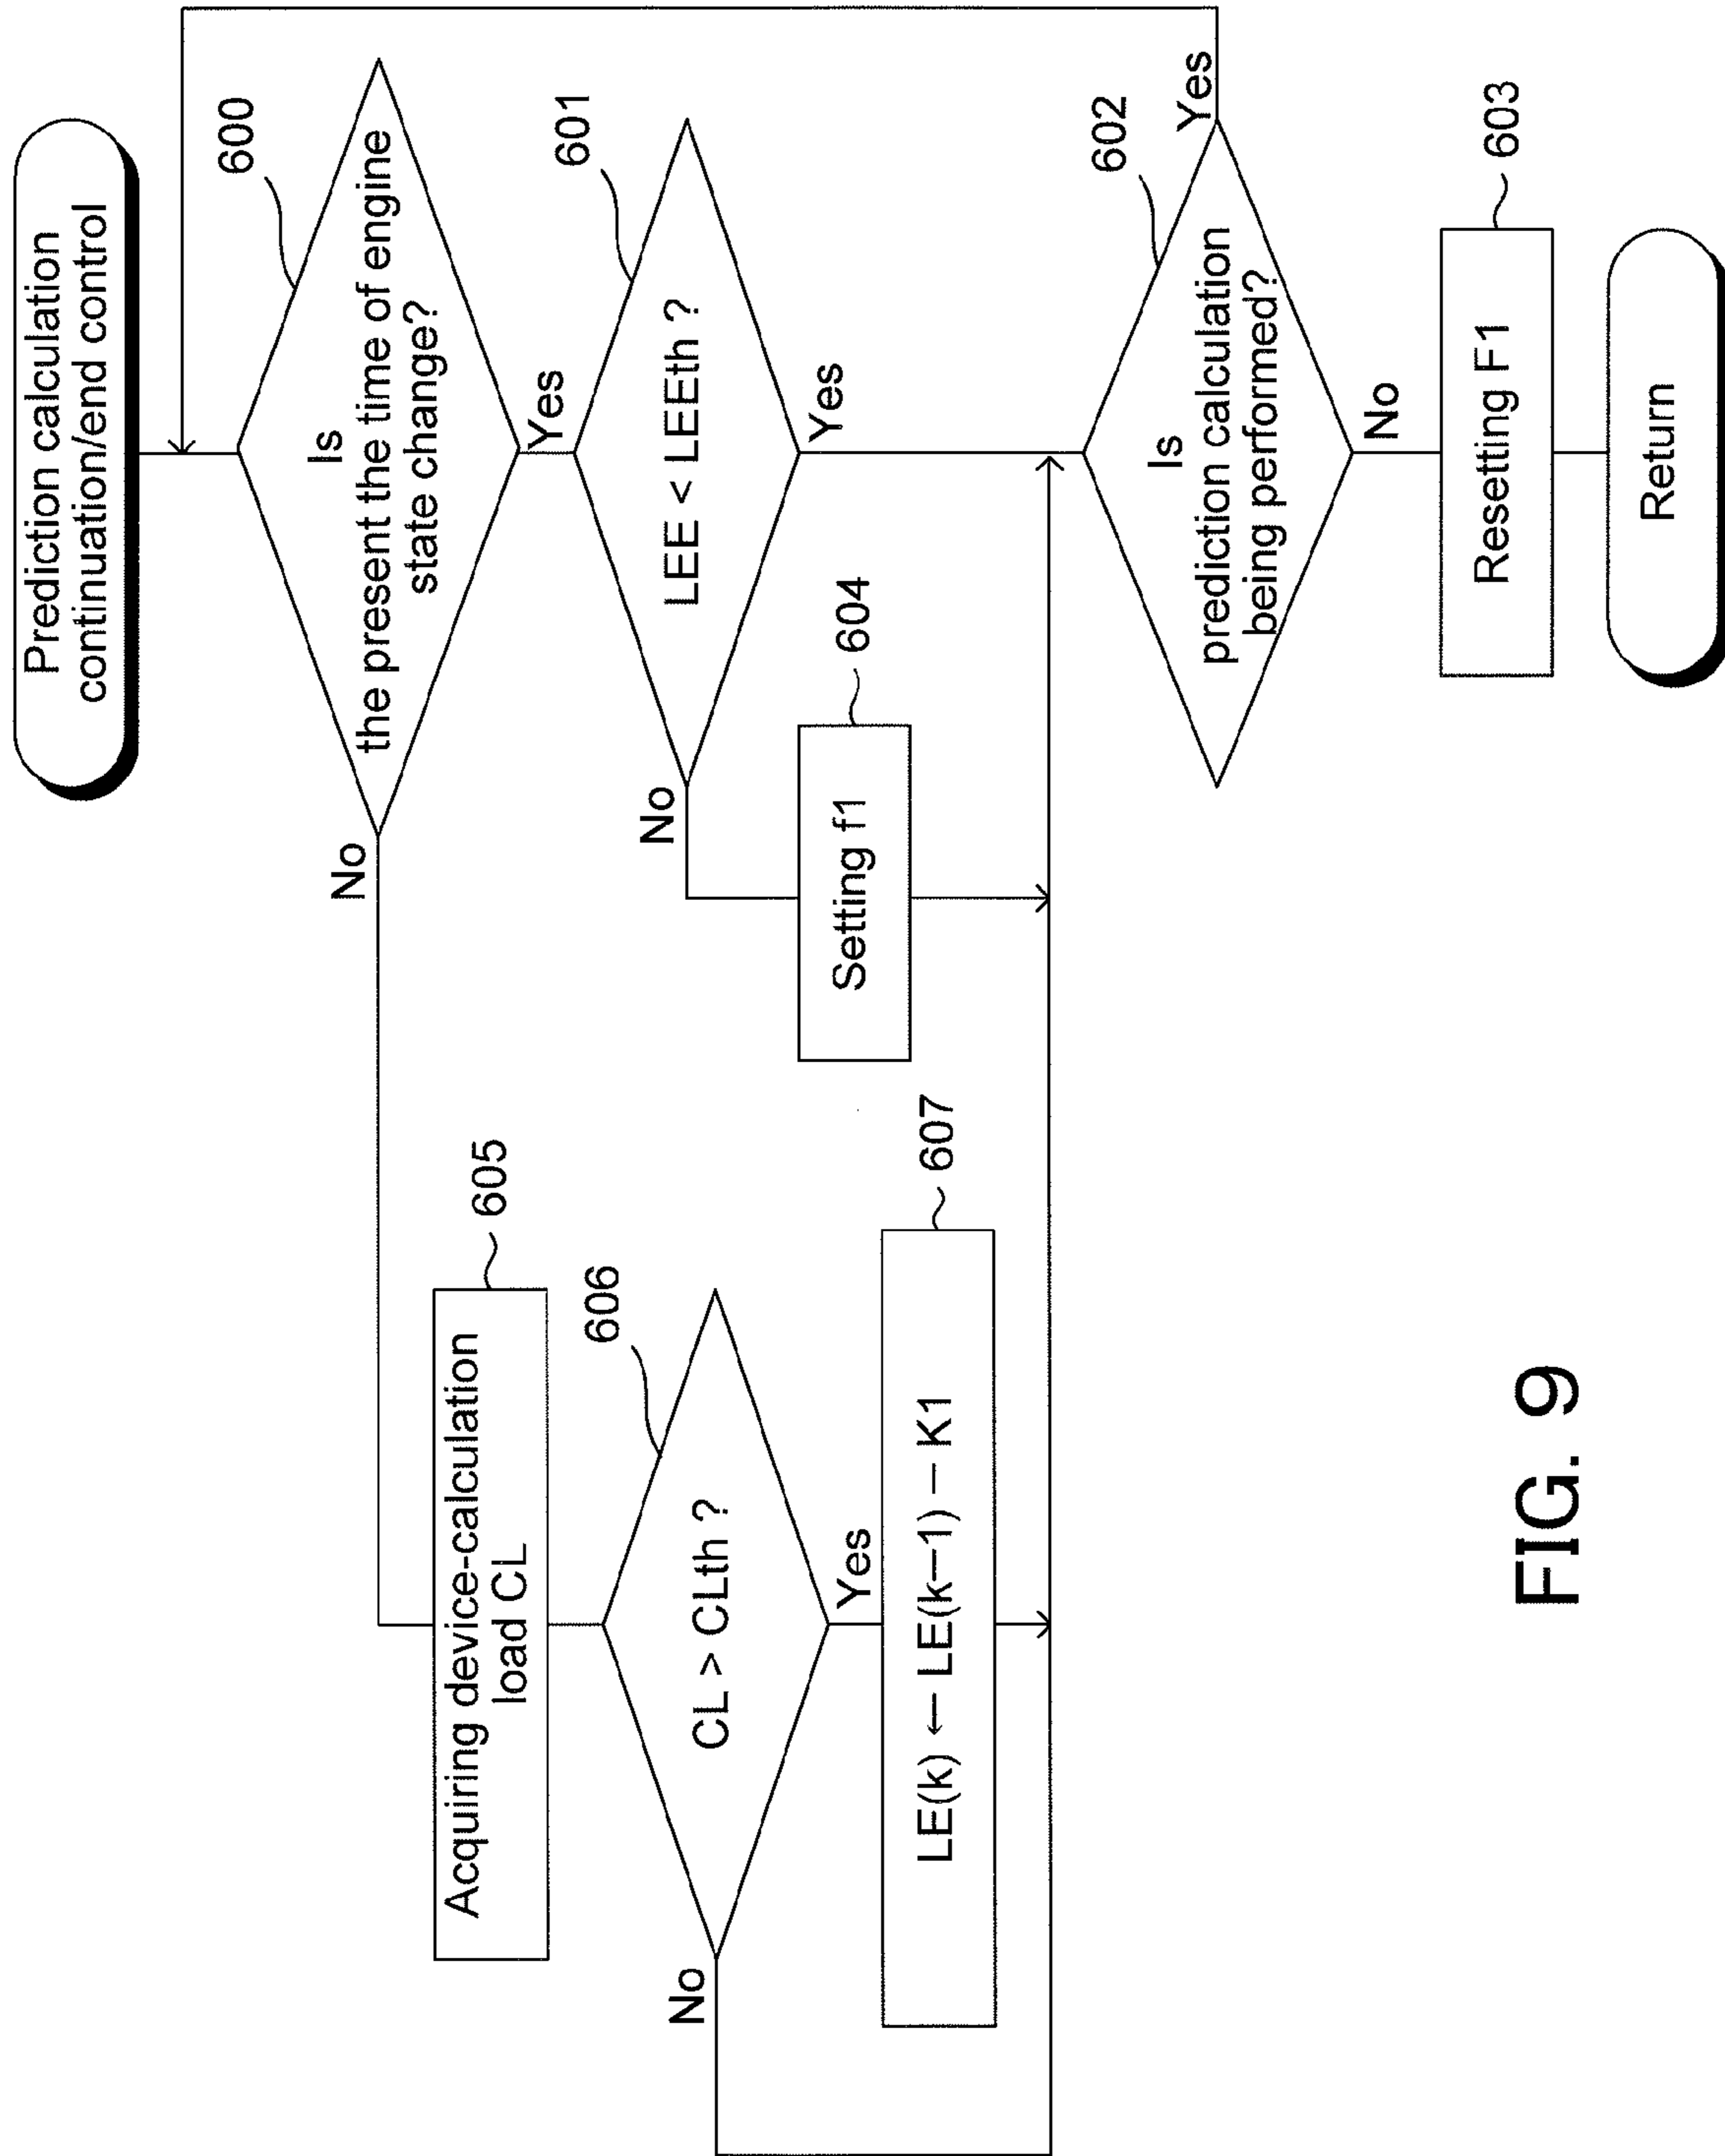 Prediction calculation
continuation/end control
600
Is
the present the time of engine
state change?
No
Yes
601
LEE < LEEth ?
No
Yes
604
Setting f1
605
Acquiring device-calculation
load CL
606
CL > CLth ?
No
Yes
607
LE(k) ← LE(k−1) − K1
602
Is
prediction calculation
being performed?
Yes
No
603
Resetting F1
Return
FIG. 9